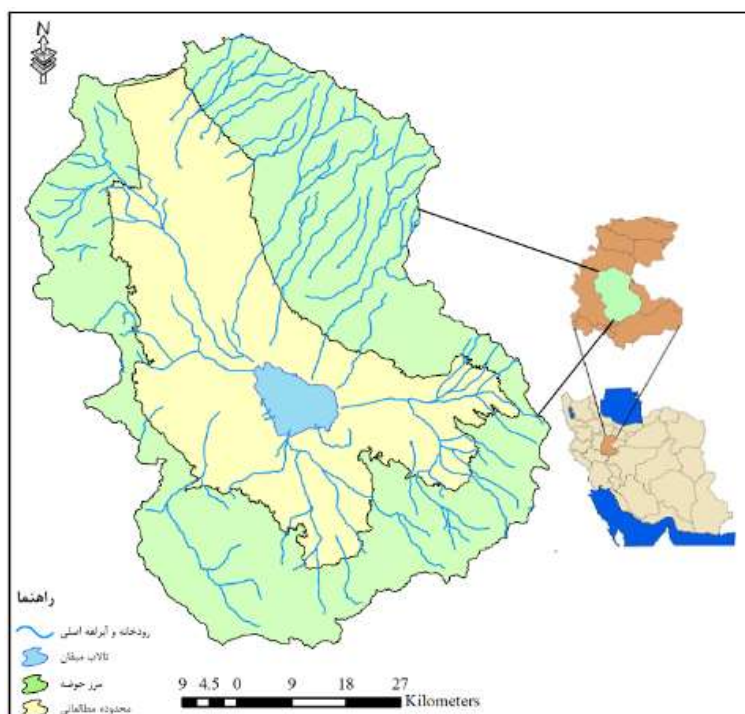 N
راهنما
رودخانه و آبراهه اصلی
تالاب میقان
مرز حوضه
محدوده مطالعاتی
9 4.5 0 9 18 27
Kilometers